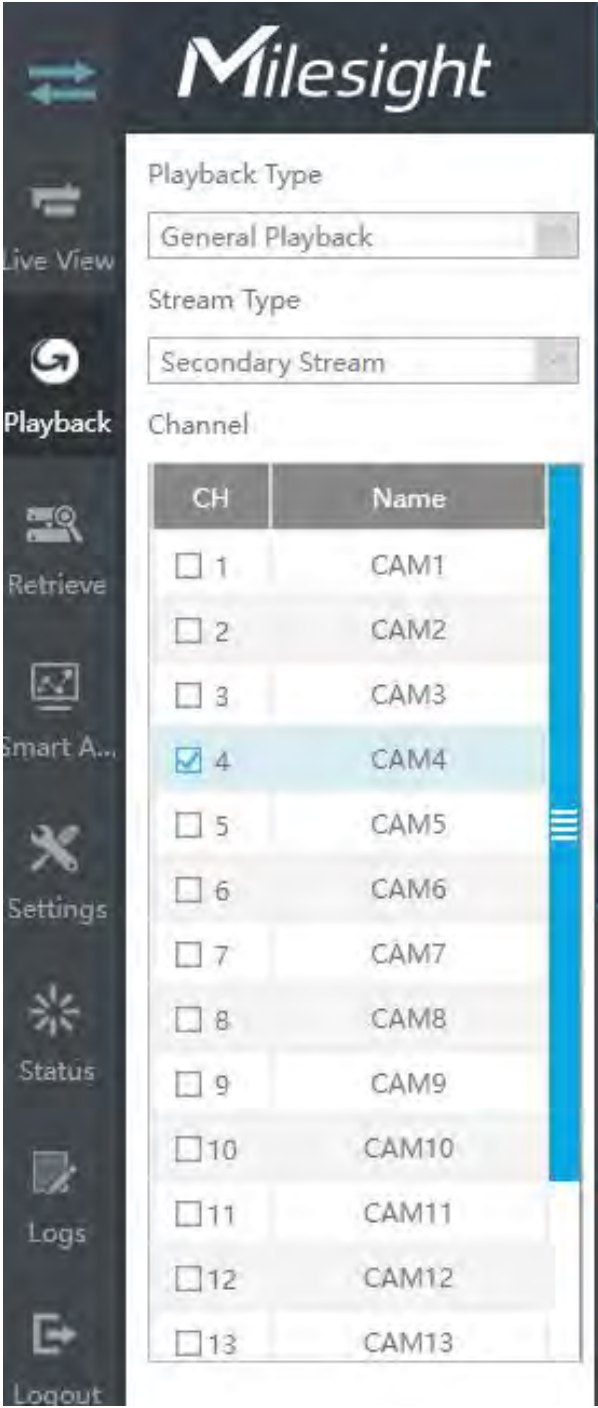 Milesight
Live View
Playback
Retrieve
Smart A...
Settings
Status
Logs
Logout
Playback Type
General Playback
Stream Type
Secondary Stream
Channel
CH Name
1 CAM1
2 CAM2
3 CAM3
4 CAM4
5 CAM5
6 CAM6
7 CAM7
8 CAM8
9 CAM9
10 CAM10
11 CAM11
12 CAM12
13 CAM13